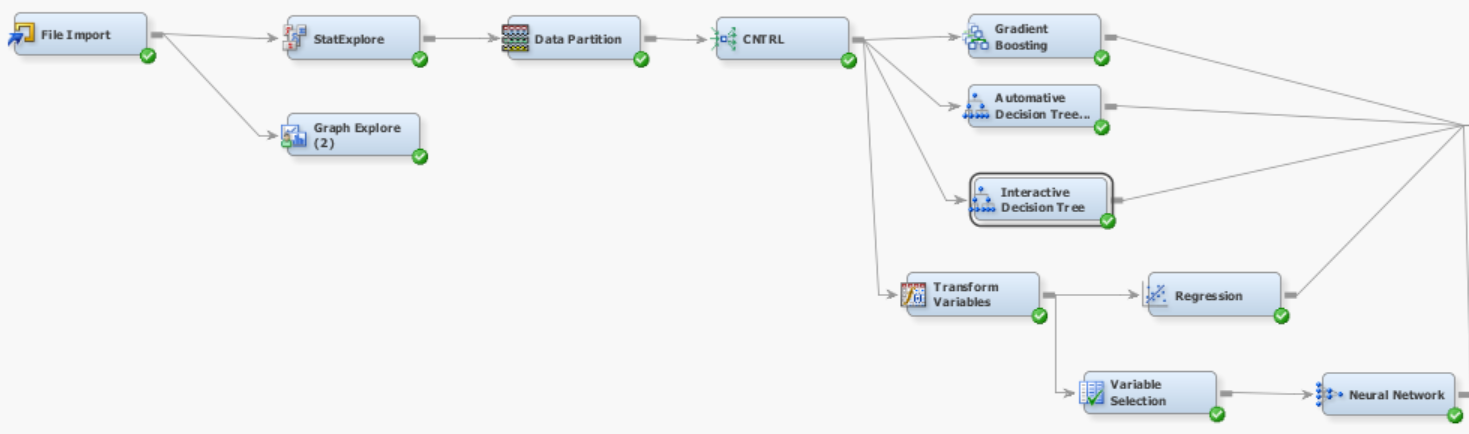 File Import
StatExplore
Data Partition
CNTRL
Gradient
Boosting
Automative
Decision Tree...
Graph Explore
(2)
Interactive
Decision Tree
Transform
Variables
Regression
Variable
Selection
Neural Network